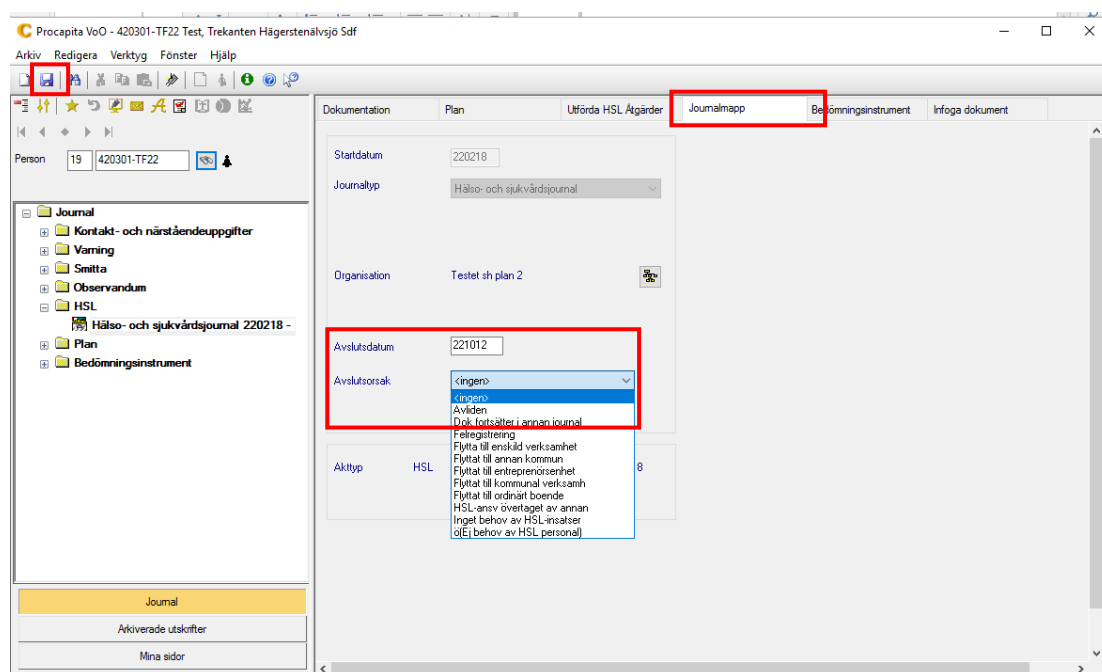 Procapita VoO - 420301-TF22 Test, Trekanten Hägerstenälvsjö Sdf
Arkiv Redigera Verktyg Fönster Hjälp
Dokumentation Plan Utförda HSL Åtgärder Journalmapp Bedömningsinstrument Infoga dokument
Person 19 420301-TF22
Journal
Kontakt- och närståendeuppgifter
Varning
Smitta
Observandum
HSL
Hälso- och sjukvårdsjournal 220218 -
Plan
Bedömningsinstrument
Journal
Arkiverade utskrifter
Mina sidor
Startdatum 220218
Journaltyp Hälso- och sjukvårdsjournal
Organisation Testet sh plan 2
Avslutsdatum 221012
Avslutsorsak <ingen>
<ingen>
Avliden
Dok fortsätter i annan journal
Felregistrering
Flytta till enskild verksamhet
Flyttat till annan kommun
Flyttat till entreprenörsenhet
Flyttat till kommunal verksamh
Flyttat till ordinärt boende
HSL-ansv övertaget av annan
Inget behov av HSL-insatser
ö(Ej behov av HSL personal)
Akttyp HSL 8